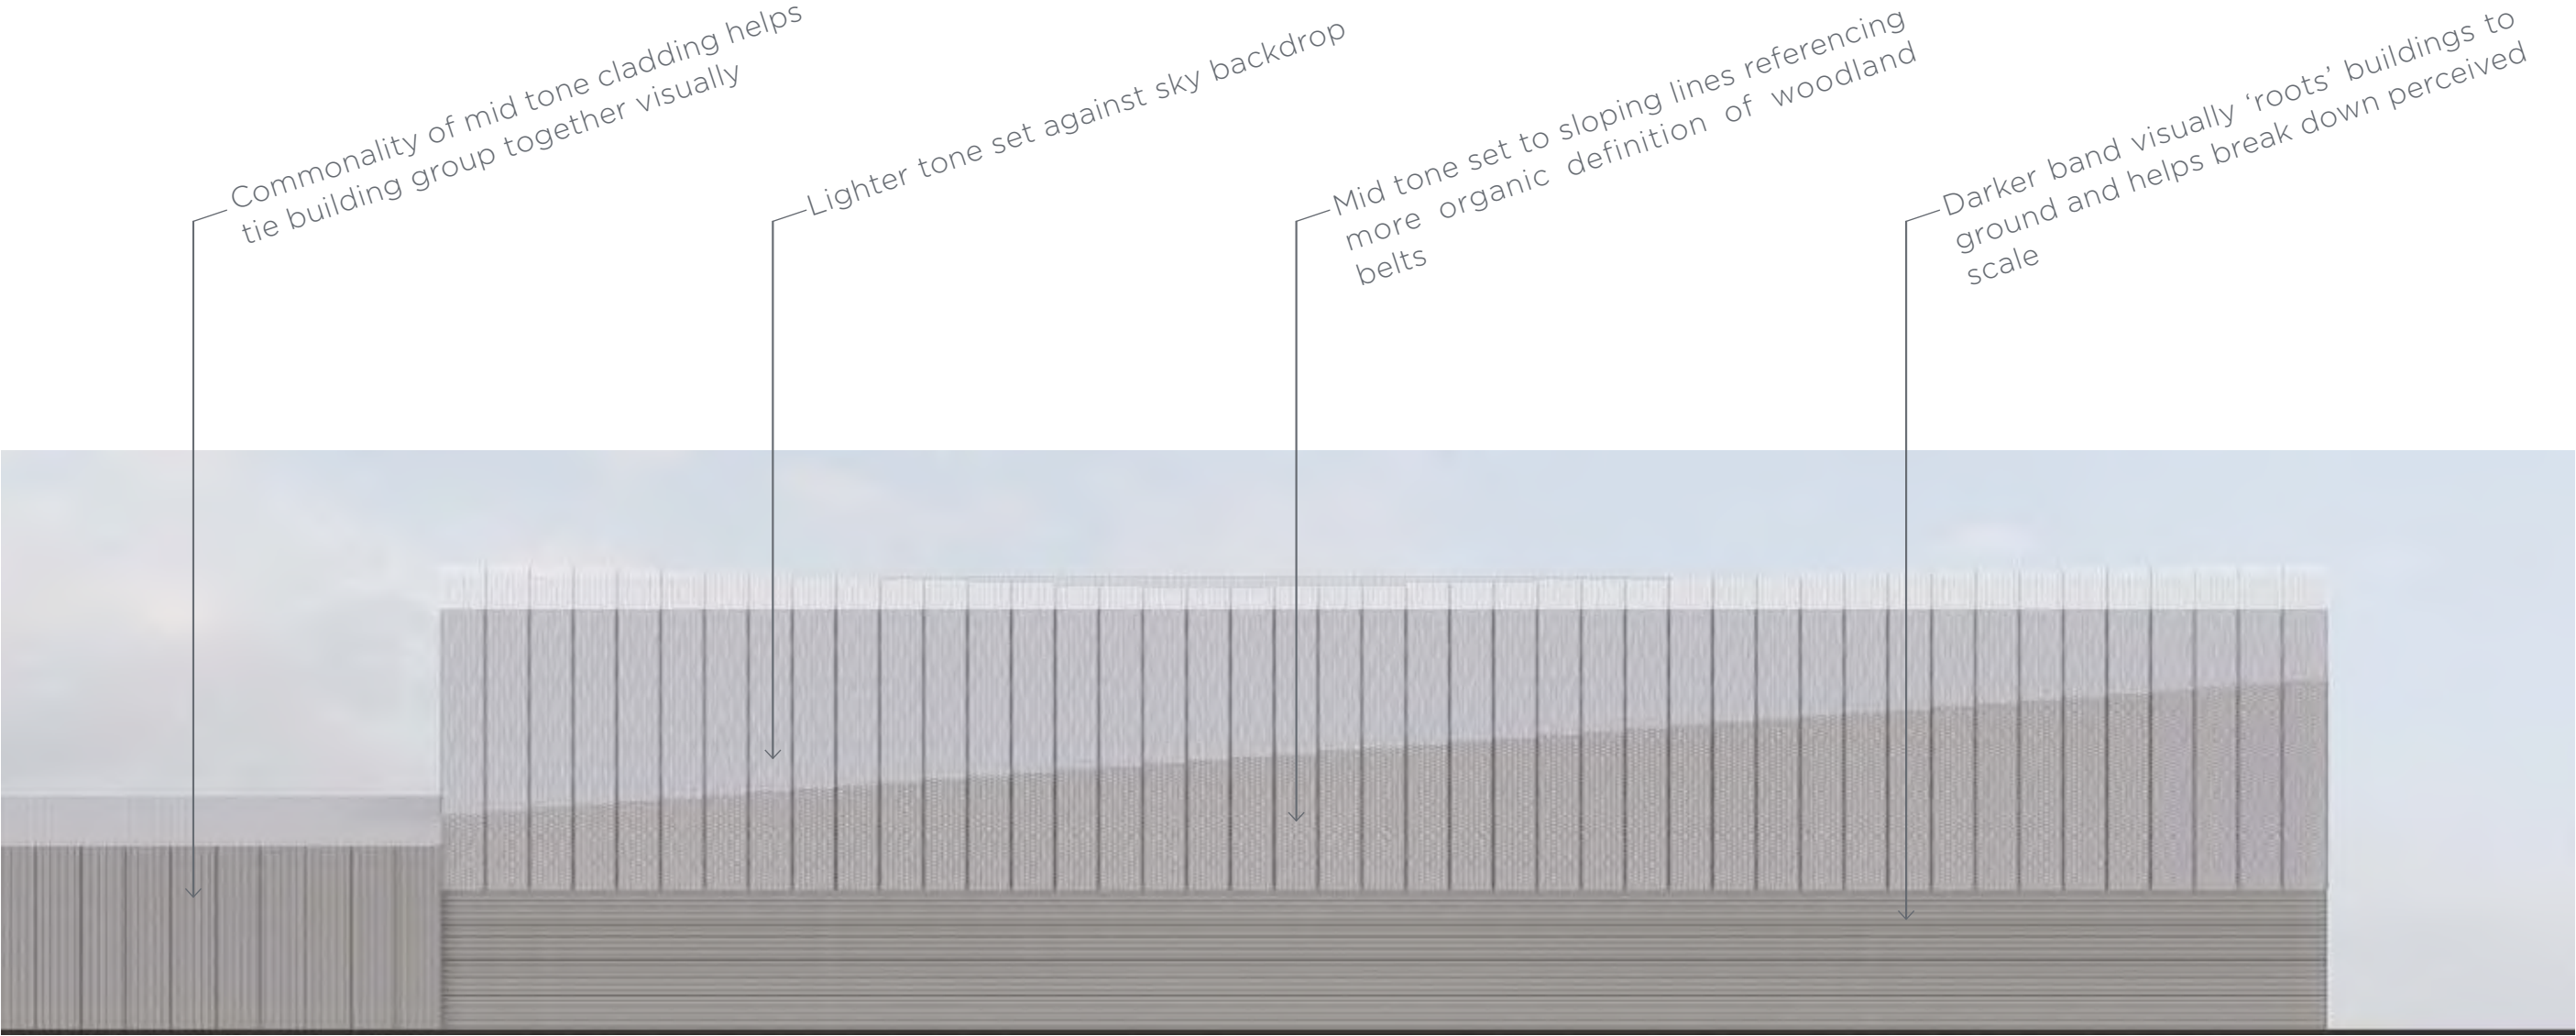 Commonality of mid tone cladding helps
tie building group together visually
Lighter tone set against sky backdrop
Mid tone set to sloping lines referencing
more organic definition of woodland
belts
Darker band visually ‘roots’ buildings to
ground and helps break down perceived
scale